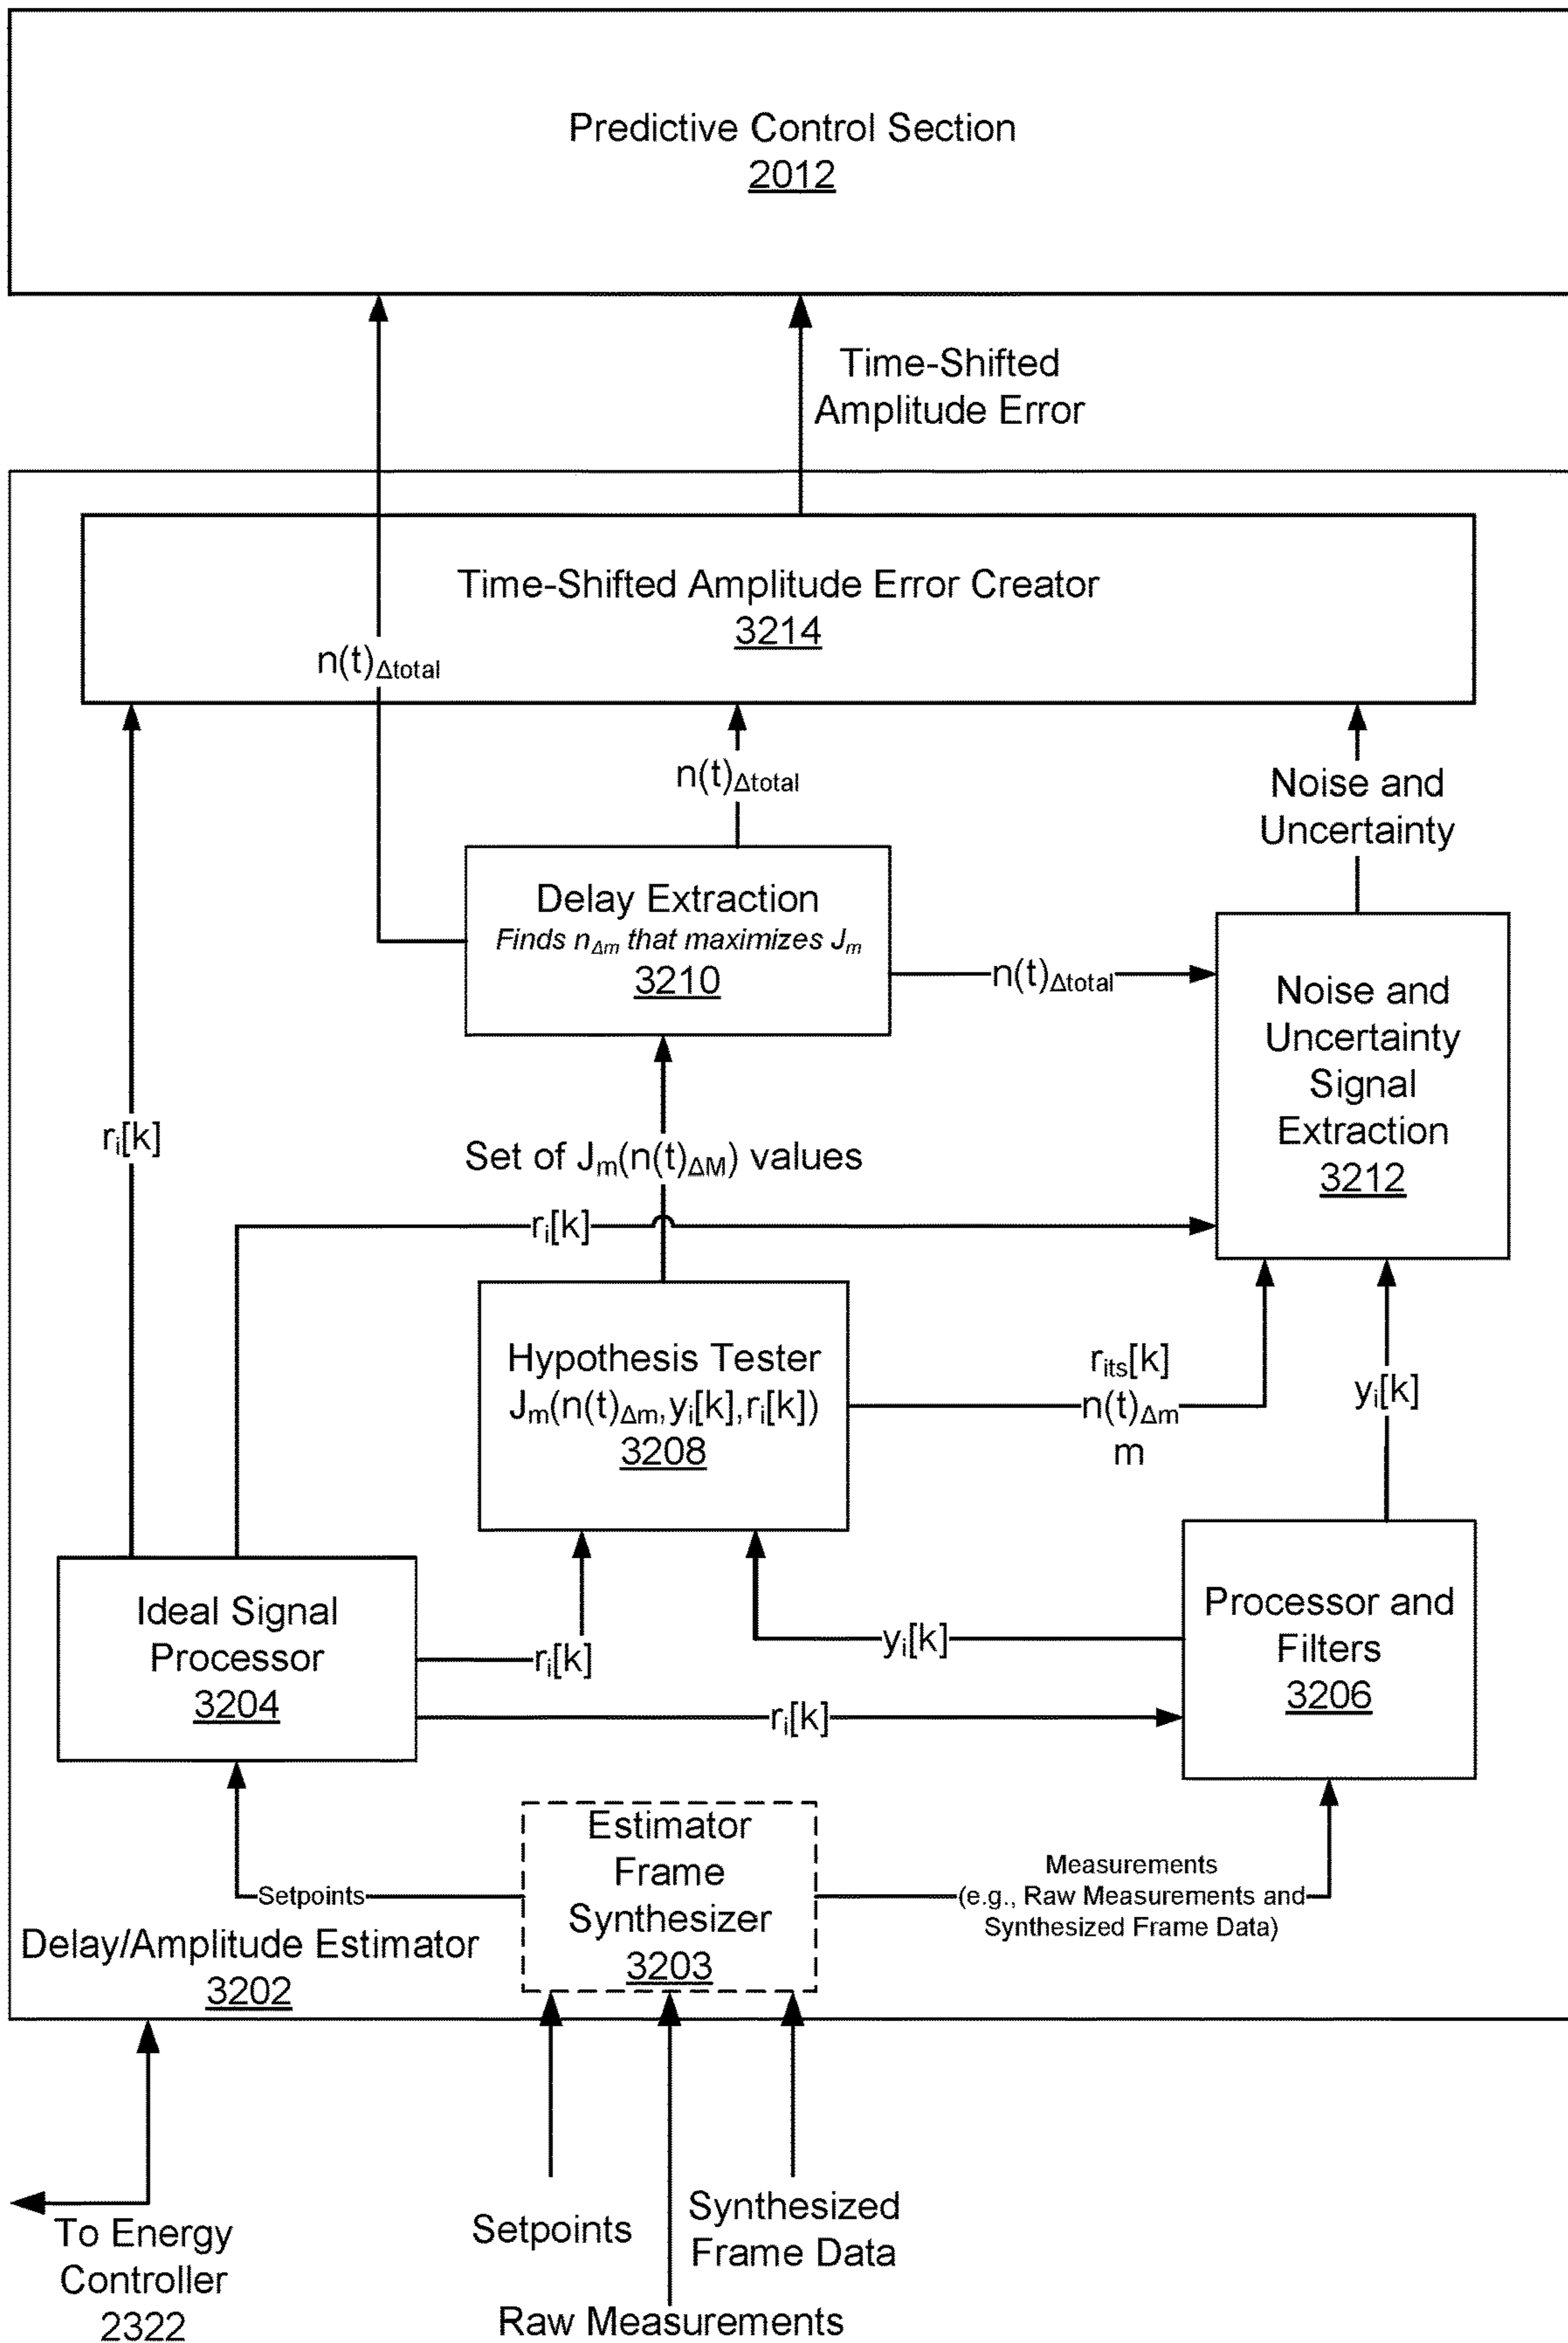 Predictive Control Section
2012
Time-Shifted
Amplitude Error
Time-Shifted Amplitude Error Creator
3214
n(t)Δtotal
n(t)Δtotal
Noise and
Uncertainty
Delay Extraction
Finds nΔm that maximizes Jm
3210
n(t)Δtotal
Noise and
Uncertainty
Signal
Extraction
3212
ri[k]
Set of Jm(n(t)ΔM) values
ri[k]
Hypothesis Tester
Jm(n(t)Δm,yi[k],ri[k])
3208
rits[k]
n(t)Δm
m
yi[k]
Ideal Signal
Processor
3204
ri[k]
yi[k]
Processor and
Filters
3206
ri[k]
Estimator
Frame
Synthesizer
3203
Setpoints
Measurements
(e.g., Raw Measurements and
Synthesized Frame Data)
Delay/Amplitude Estimator
3202
To Energy
Controller
2322
Setpoints
Synthesized
Frame Data
Raw Measurements